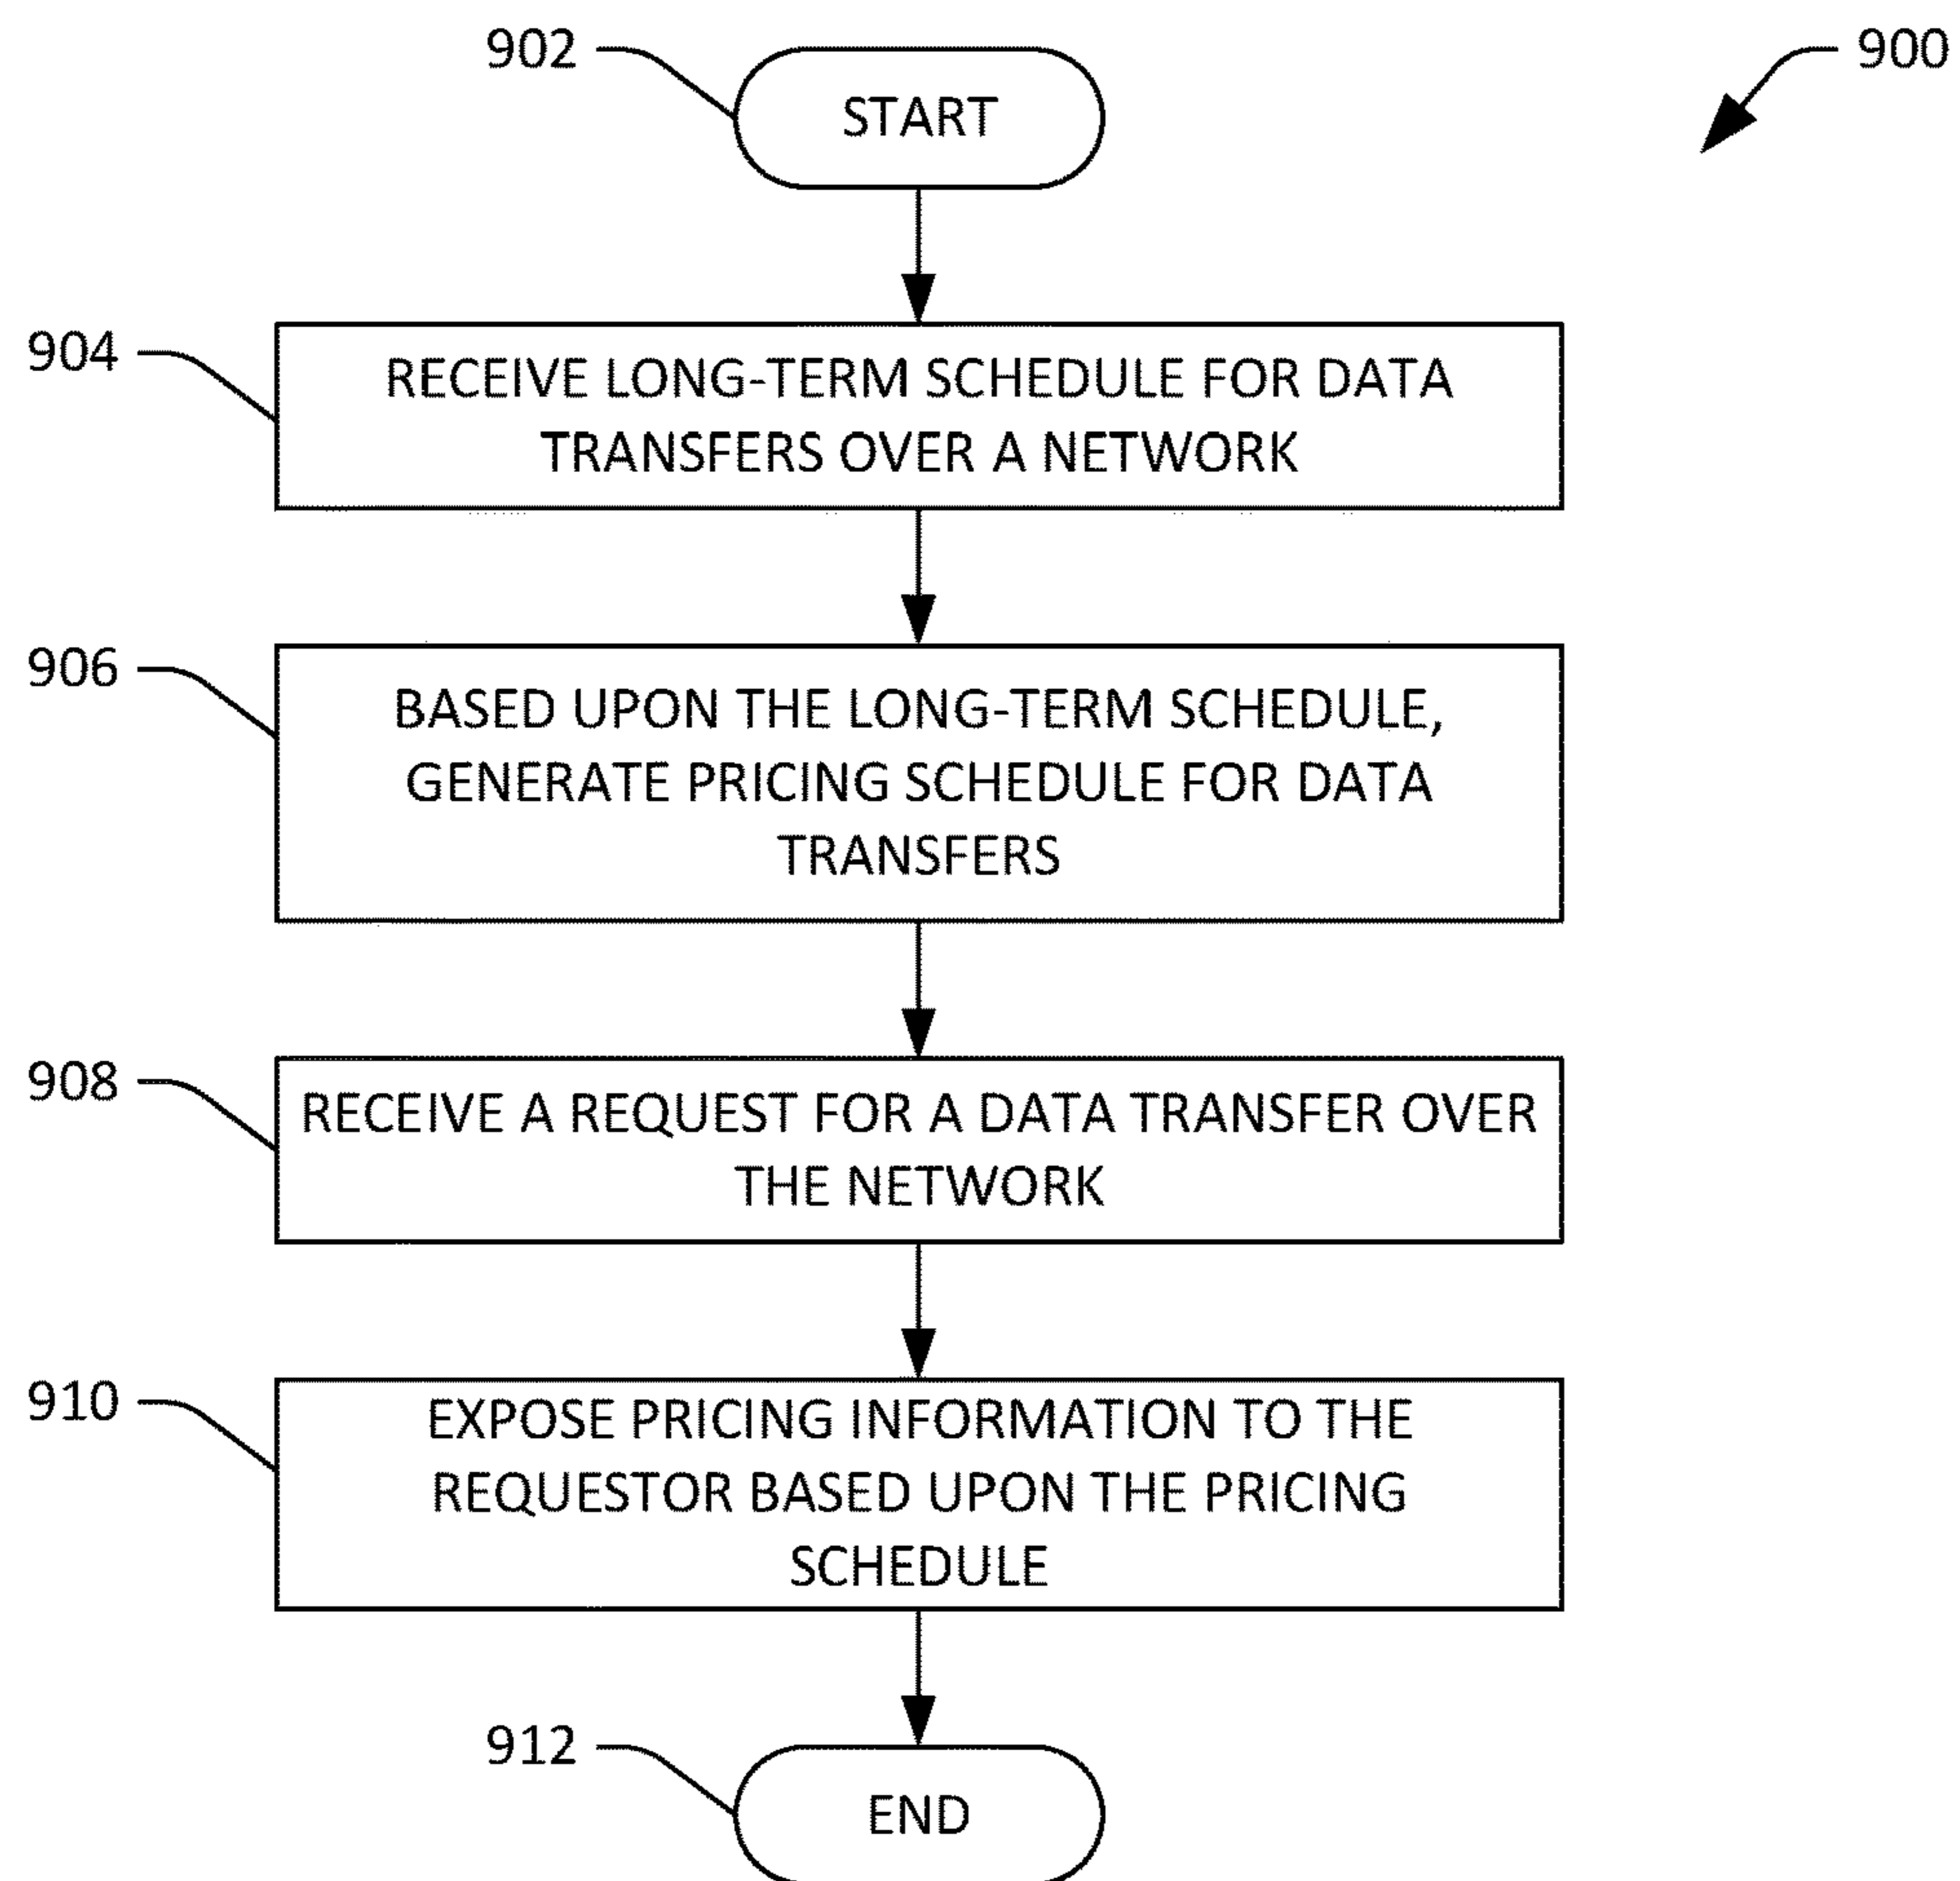 902
START
900
904
RECEIVE LONG-TERM SCHEDULE FOR DATA
TRANSFERS OVER A NETWORK
906
BASED UPON THE LONG-TERM SCHEDULE,
GENERATE PRICING SCHEDULE FOR DATA
TRANSFERS
908
RECEIVE A REQUEST FOR A DATA TRANSFER OVER
THE NETWORK
910
EXPOSE PRICING INFORMATION TO THE
REQUESTOR BASED UPON THE PRICING
SCHEDULE
912
END